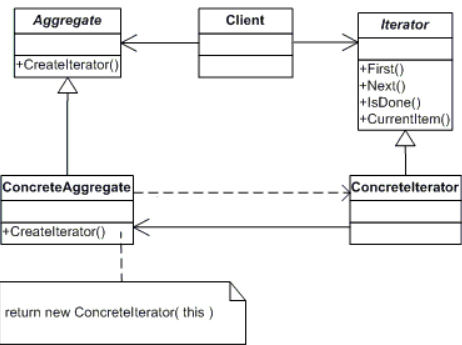 Aggregate
Client
Iterator
+CreateIterator()
+First()
+Next()
+IsDone()
+CurrentItem()
ConcreteAggregate
ConcreteIterator
+CreateIterator()
return new ConcreteIterator( this )